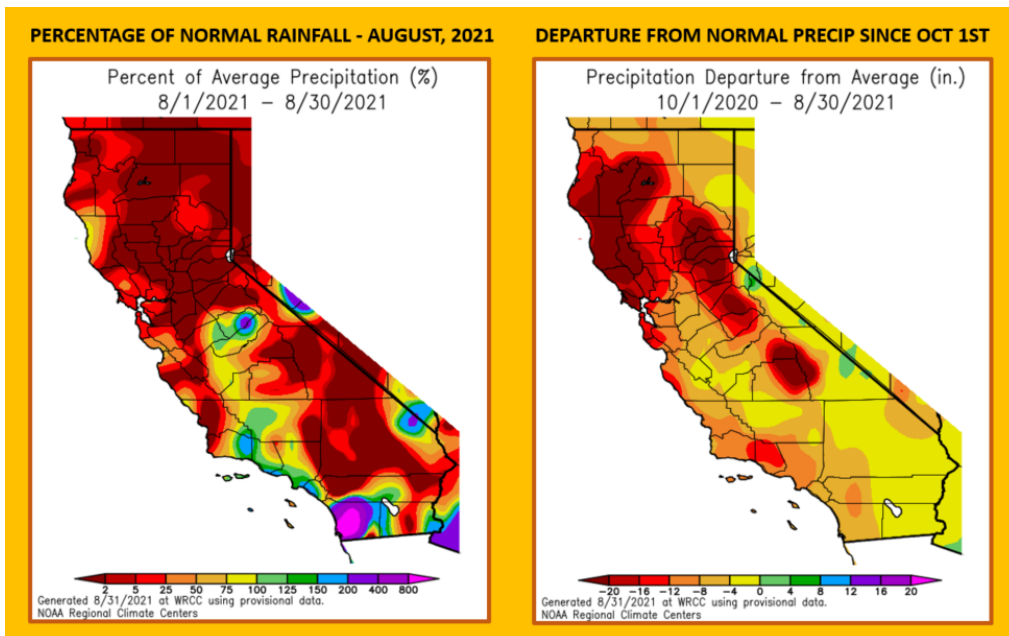 PERCENTAGE OF NORMAL RAINFALL - AUGUST, 2021
Percent of Average Precipitation (%)
8/1/2021 – 8/30/2021
2 5 25 50 75 100 125 150 200 400 800
Generated 8/31/2021 at WRCC using provisional data.
NOAA Regional Climate Centers
DEPARTURE FROM NORMAL PRECIP SINCE OCT 1ST
Precipitation Departure from Average (in.)
10/1/2020 – 8/30/2021
-20 -16 -12 -8 -4 0 4 8 12 16 20
Generated 8/31/2021 at WRCC using provisional data.
NOAA Regional Climate Centers